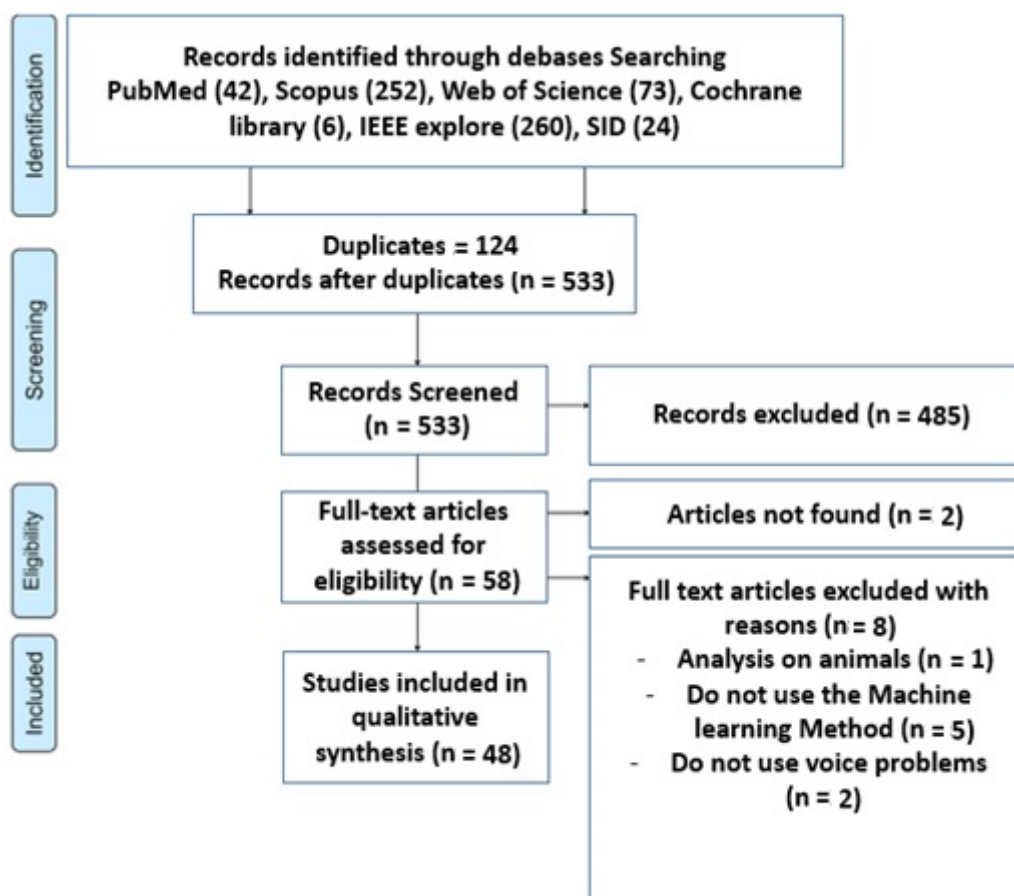 Identification
Records identified through debases Searching
PubMed (42), Scopus (252), Web of Science (73), Cochrane
library (6), IEEE explore (260), SID (24)
Screening
Duplicates = 124
Records after duplicates (n = 533)
Records Screened
(n = 533)
Records excluded (n = 485)
Eligibility
Full-text articles
assessed for
eligibility (n = 58)
Articles not found (n = 2)
Full text articles excluded with
reasons (n = 8)
- Analysis on animals (n = 1)
- Do not use the Machine
learning Method (n = 5)
- Do not use voice problems
(n = 2)
Included
Studies included in
qualitative
synthesis (n = 48)